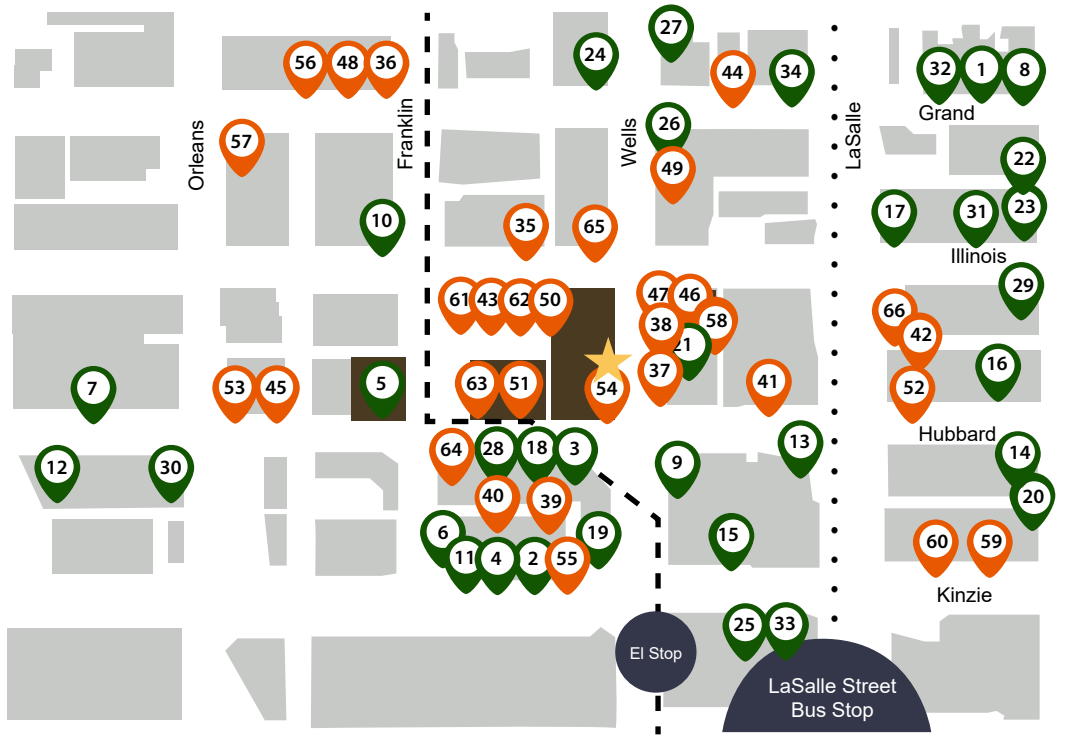 27
24
56 48 36
44 34
32 1 8
Grand
Orleans
Franklin
Wells
LaSalle
57
26
49
22
10
35 65
17 31 23
Illinois
29
61 43 62 50
47 46
38 58
21
66
42
7
53 45
5
63 51
54
37
41
16
52
Hubbard
12 30
64 28 18 3
9
13
14
20
40 39
6
19
15
11 4 2 55
60 59
Kinzie
25 33
El Stop
LaSalle Street
Bus Stop